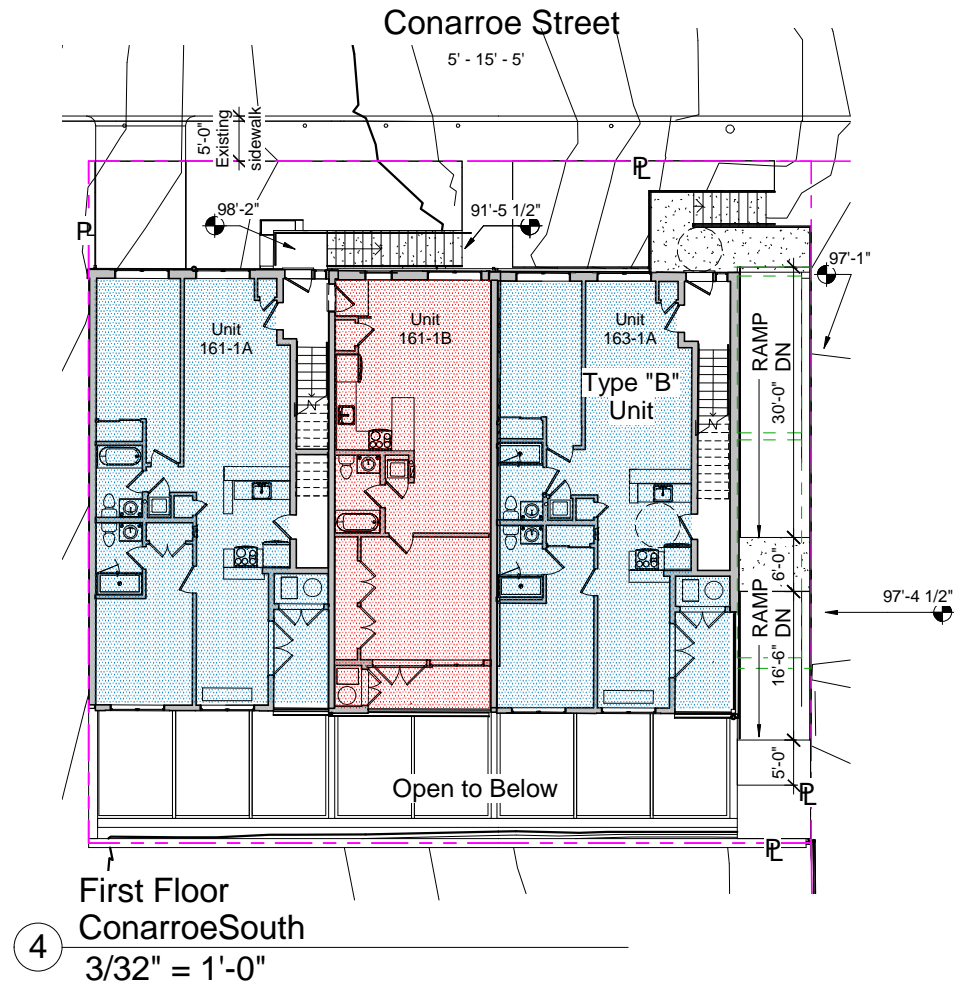 Conarroe Street
5' - 15' - 5'
5'-0"
Existing
sidewalk
PL
98'-2"
91'-5 1/2"
PL
97'-1"
Unit
161-1A
Unit
161-1B
Unit
163-1A
Type "B"
Unit
RAMP
DN
30'-0"
6'-0"
97'-4 1/2"
RAMP
DN
16'-6"
5'-0"
Open to Below
PL
PL
First Floor
ConarroeSouth
4
3/32" = 1'-0"